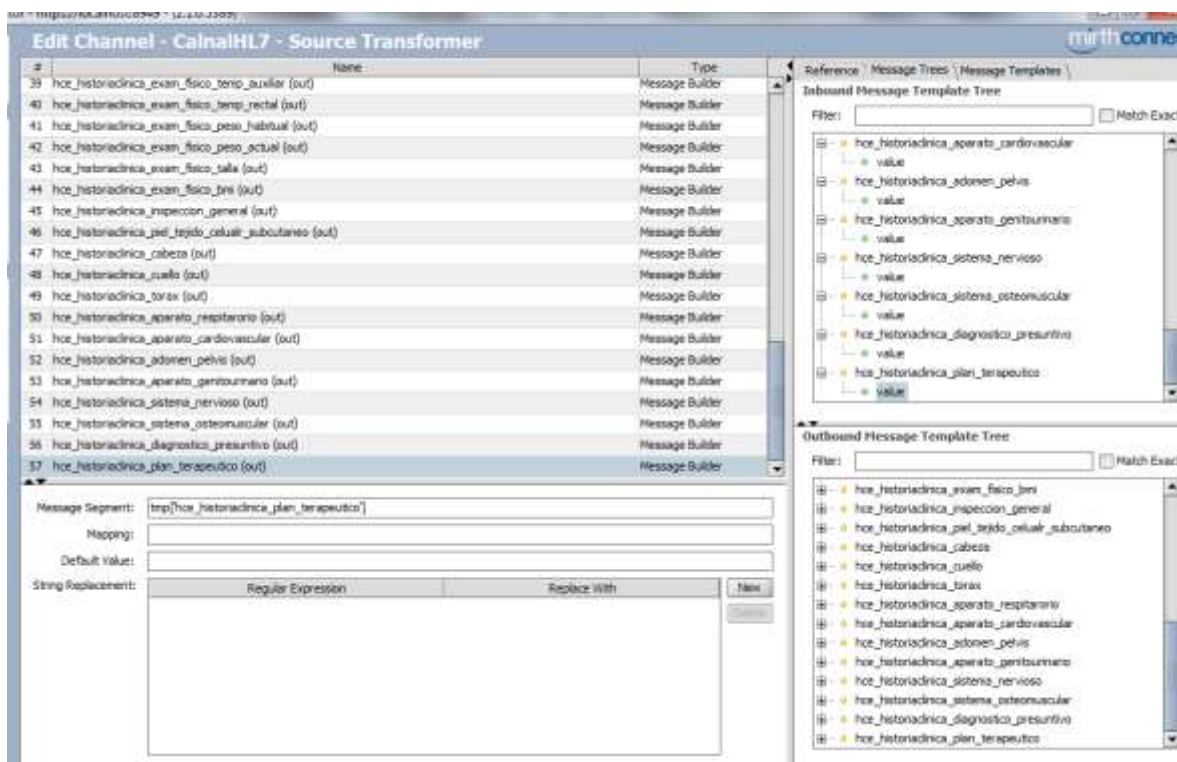 Edit Channel - CalnalHL7 - Source Transformer
mirthconne
# Name Type
39 hce_historiaclinica_exam_fisico_temp_auxiliar (out) Message Builder
40 hce_historiaclinica_exam_fisico_temp_rectal (out) Message Builder
41 hce_historiaclinica_exam_fisico_peso_habitual (out) Message Builder
42 hce_historiaclinica_exam_fisico_peso_actual (out) Message Builder
43 hce_historiaclinica_exam_fisico_talla (out) Message Builder
44 hce_historiaclinica_exam_fisico_bmi (out) Message Builder
45 hce_historiaclinica_inspeccion_general (out) Message Builder
46 hce_historiaclinica_piel_tejido_celualr_subcutaneo (out) Message Builder
47 hce_historiaclinica_cabeza (out) Message Builder
48 hce_historiaclinica_cuello (out) Message Builder
49 hce_historiaclinica_torax (out) Message Builder
50 hce_historiaclinica_aparato_respitarorio (out) Message Builder
51 hce_historiaclinica_aparato_cardiovascular (out) Message Builder
52 hce_historiaclinica_adomen_pelvis (out) Message Builder
53 hce_historiaclinica_aparato_genitourinario (out) Message Builder
54 hce_historiaclinica_sistema_nervioso (out) Message Builder
55 hce_historiaclinica_sistema_osteomuscular (out) Message Builder
56 hce_historiaclinica_diagnostico_presuntivo (out) Message Builder
57 hce_historiaclinica_plan_terapeutico (out) Message Builder
Message Segment: tmp['hce_historiaclinica_plan_terapeutico']
Mapping:
Default Value:
String Replacement: Regular Expression Replace With New
Delete
Reference Message Trees Message Templates
Inbound Message Template Tree
Filter: Match Exac
hce_historiaclinica_aparato_cardiovascular
value
hce_historiaclinica_adomen_pelvis
value
hce_historiaclinica_aparato_genitourinario
value
hce_historiaclinica_sistema_nervioso
value
hce_historiaclinica_sistema_osteomuscular
value
hce_historiaclinica_diagnostico_presuntivo
value
hce_historiaclinica_plan_terapeutico
value
Outbound Message Template Tree
Filter: Match Exac
hce_historiaclinica_exam_fisico_bmi
hce_historiaclinica_inspeccion_general
hce_historiaclinica_piel_tejido_celualr_subcutaneo
hce_historiaclinica_cabeza
hce_historiaclinica_cuello
hce_historiaclinica_torax
hce_historiaclinica_aparato_respitarorio
hce_historiaclinica_aparato_cardiovascular
hce_historiaclinica_adomen_pelvis
hce_historiaclinica_aparato_genitourinario
hce_historiaclinica_sistema_nervioso
hce_historiaclinica_sistema_osteomuscular
hce_historiaclinica_diagnostico_presuntivo
hce_historiaclinica_plan_terapeutico